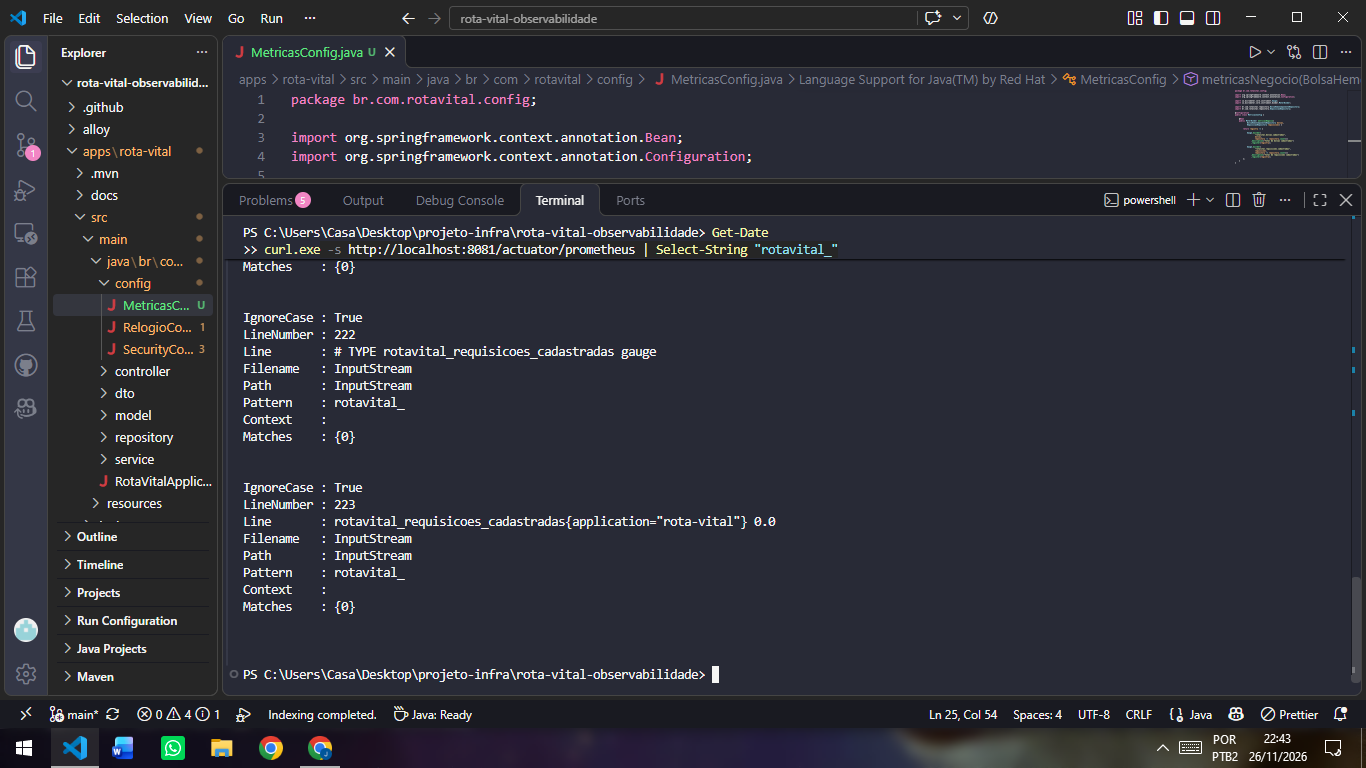 File Edit Selection View Go Run ···
rota-vital-observabilidade
Explorer ···
rota-vital-observabilid...
.github
alloy
apps\rota-vital
.mvn
docs
src
main
java\br\co...
config
MetricasC... U
RelogioCo... 1
SecurityCo... 3
controller
dto
model
repository
service
RotaVitalApplic...
resources
Outline
Timeline
Projects
Run Configuration
Java Projects
Maven
MetricasConfig.java U
apps > rota-vital > src > main > java > br > com > rotavital > config > MetricasConfig.java > Language Support for Java(TM) by Red Hat > MetricasConfig > metricasNegocio(BolsaHem
1 package br.com.rotavital.config;
2
3 import org.springframework.context.annotation.Bean;
4 import org.springframework.context.annotation.Configuration;
5
Problems 5 Output Debug Console Terminal Ports powershell
PS C:\Users\Casa\Desktop\projeto-infra\rota-vital-observabilidade> Get-Date
>> curl.exe -s http://localhost:8081/actuator/prometheus | Select-String "rotavital_"
Matches : {0}
IgnoreCase : True
LineNumber : 222
Line : # TYPE rotavital_requisicoes_cadastradas gauge
Filename : InputStream
Path : InputStream
Pattern : rotavital_
Context :
Matches : {0}
IgnoreCase : True
LineNumber : 223
Line : rotavital_requisicoes_cadastradas{application="rota-vital"} 0.0
Filename : InputStream
Path : InputStream
Pattern : rotavital_
Context :
Matches : {0}
PS C:\Users\Casa\Desktop\projeto-infra\rota-vital-observabilidade>
main* 0 4 1 Indexing completed. Java: Ready Ln 25, Col 54 Spaces: 4 UTF-8 CRLF Java Prettier
POR
PTB2
22:43
26/11/2026